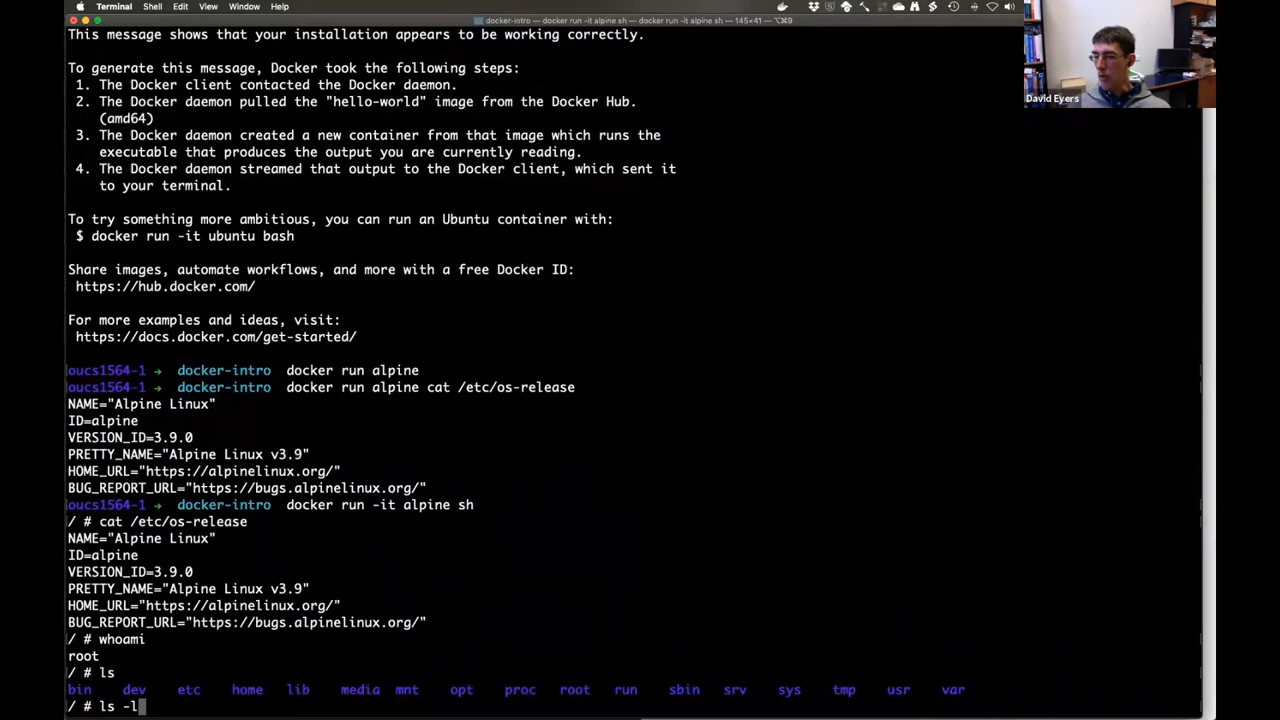 Terminal Shell Edit View Window Help
docker-intro — docker run -it alpine sh — docker run -it alpine sh — 145×41
This message shows that your installation appears to be working correctly.
To generate this message, Docker took the following steps:
1. The Docker client contacted the Docker daemon.
2. The Docker daemon pulled the "hello-world" image from the Docker Hub.
(amd64)
3. The Docker daemon created a new container from that image which runs the
executable that produces the output you are currently reading.
4. The Docker daemon streamed that output to the Docker client, which sent it
to your terminal.
To try something more ambitious, you can run an Ubuntu container with:
$ docker run -it ubuntu bash
Share images, automate workflows, and more with a free Docker ID:
https://hub.docker.com/
For more examples and ideas, visit:
https://docs.docker.com/get-started/
oucs1564-1 → docker-intro docker run alpine
oucs1564-1 → docker-intro docker run alpine cat /etc/os-release
NAME="Alpine Linux"
ID=alpine
VERSION_ID=3.9.0
PRETTY_NAME="Alpine Linux v3.9"
HOME_URL="https://alpinelinux.org/"
BUG_REPORT_URL="https://bugs.alpinelinux.org/"
oucs1564-1 → docker-intro docker run -it alpine sh
/ # cat /etc/os-release
NAME="Alpine Linux"
ID=alpine
VERSION_ID=3.9.0
PRETTY_NAME="Alpine Linux v3.9"
HOME_URL="https://alpinelinux.org/"
BUG_REPORT_URL="https://bugs.alpinelinux.org/"
/ # whoami
root
/ # ls
bin dev etc home lib media mnt opt proc root run sbin srv sys tmp usr var
/ # ls -l
David Eyers